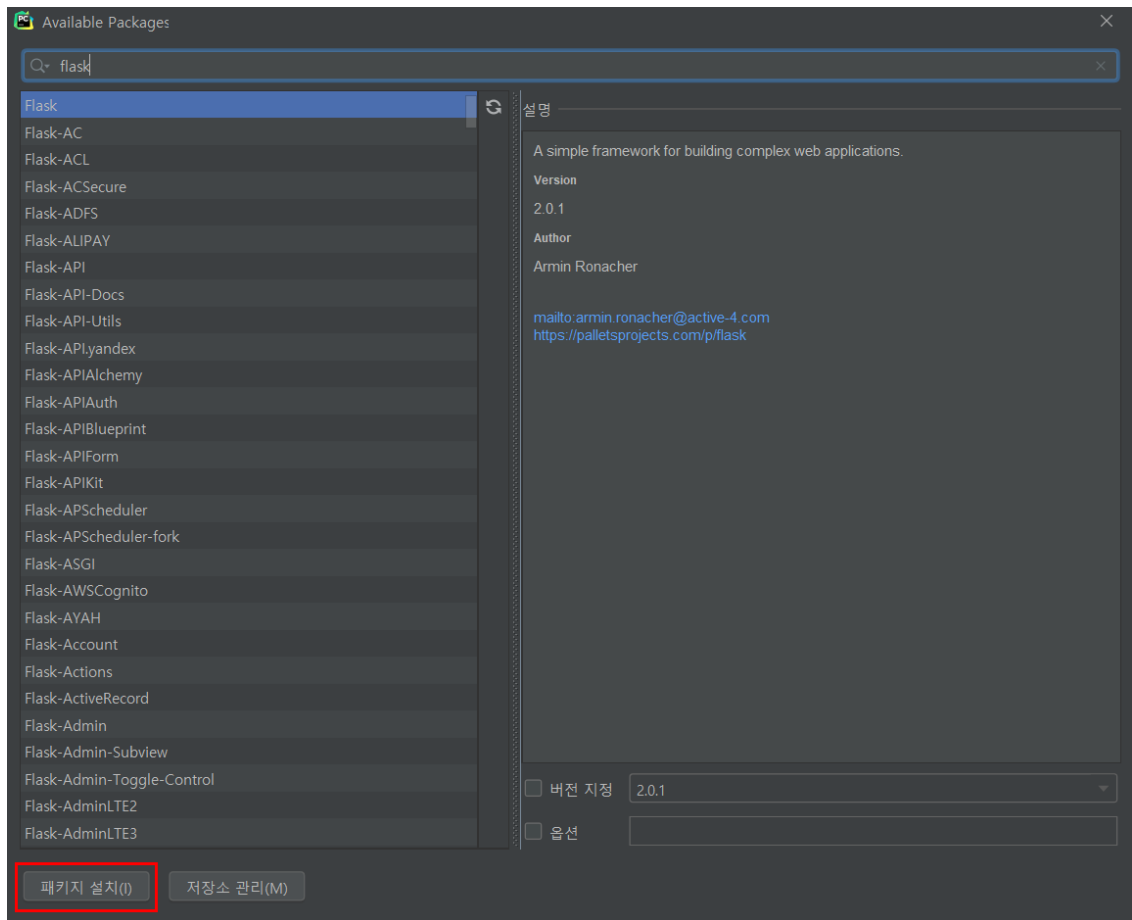 PC
Available Packages
flask
Flask
Flask-AC
Flask-ACL
Flask-ACSecure
Flask-ADFS
Flask-ALIPAY
Flask-API
Flask-API-Docs
Flask-API-Utils
Flask-API.yandex
Flask-APIAlchemy
Flask-APIAuth
Flask-APIBlueprint
Flask-APIForm
Flask-APIKit
Flask-APScheduler
Flask-APScheduler-fork
Flask-ASGI
Flask-AWSCognito
Flask-AYAH
Flask-Account
Flask-Actions
Flask-ActiveRecord
Flask-Admin
Flask-Admin-Subview
Flask-Admin-Toggle-Control
Flask-AdminLTE2
Flask-AdminLTE3
설명
A simple framework for building complex web applications.
Version
2.0.1
Author
Armin Ronacher
mailto:armin.ronacher@active-4.com
https://palletsprojects.com/p/flask
버전 지정
2.0.1
옵션
패키지 설치(I)
저장소 관리(M)